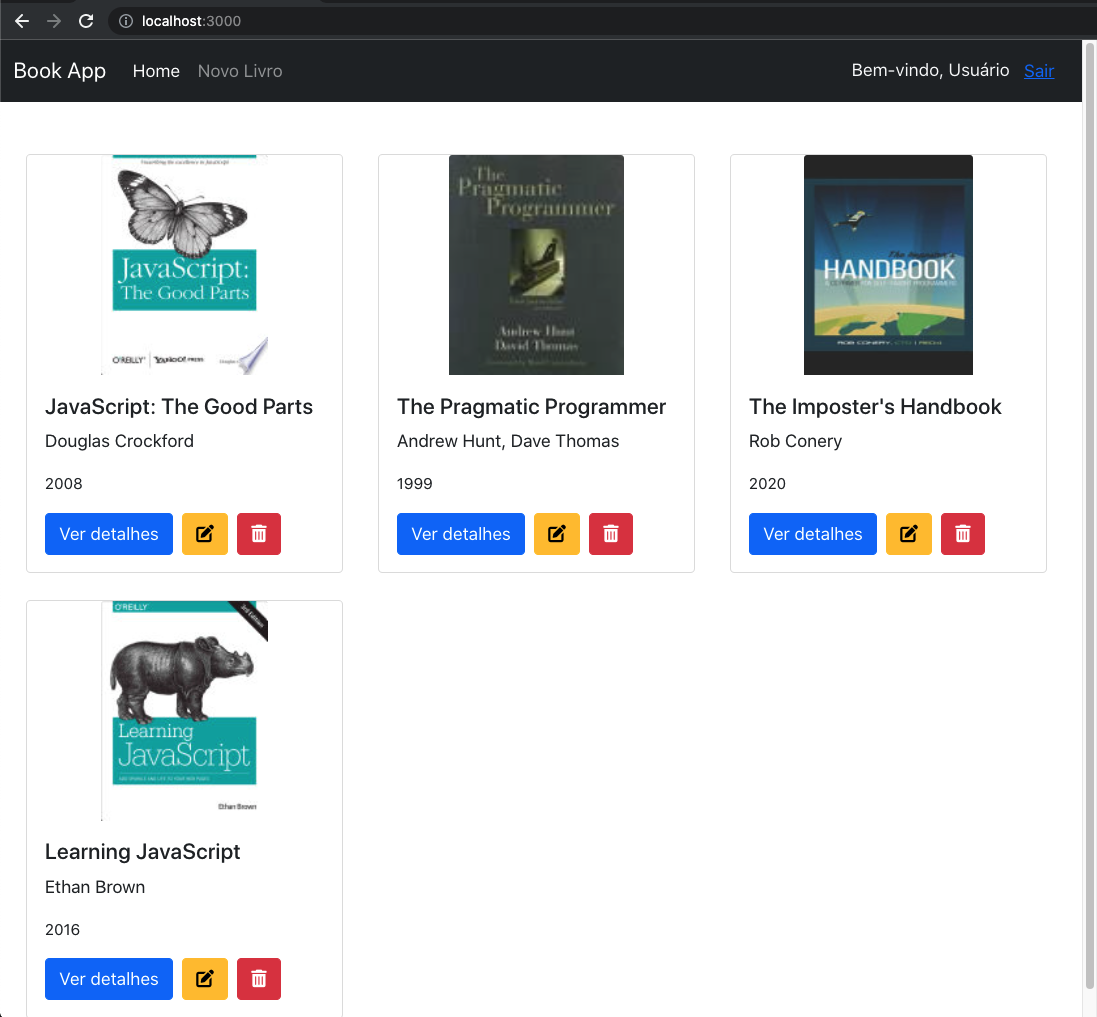 localhost:3000
Book App Home Novo Livro Bem-vindo, Usuário Sair
JavaScript:
The Good Parts
O'REILLY® YAHOO! PRESS
JavaScript: The Good Parts
Douglas Crockford
2008
Ver detalhes
The
Pragmatic
Programmer
Andrew Hunt
David Thomas
The Pragmatic Programmer
Andrew Hunt, Dave Thomas
1999
Ver detalhes
The Imposter's
HANDBOOK
ROB CONERY,
The Imposter's Handbook
Rob Conery
2020
Ver detalhes
O'REILLY®
3rd Edition
Learning
JavaScript
Ethan Brown
Learning JavaScript
Ethan Brown
2016
Ver detalhes